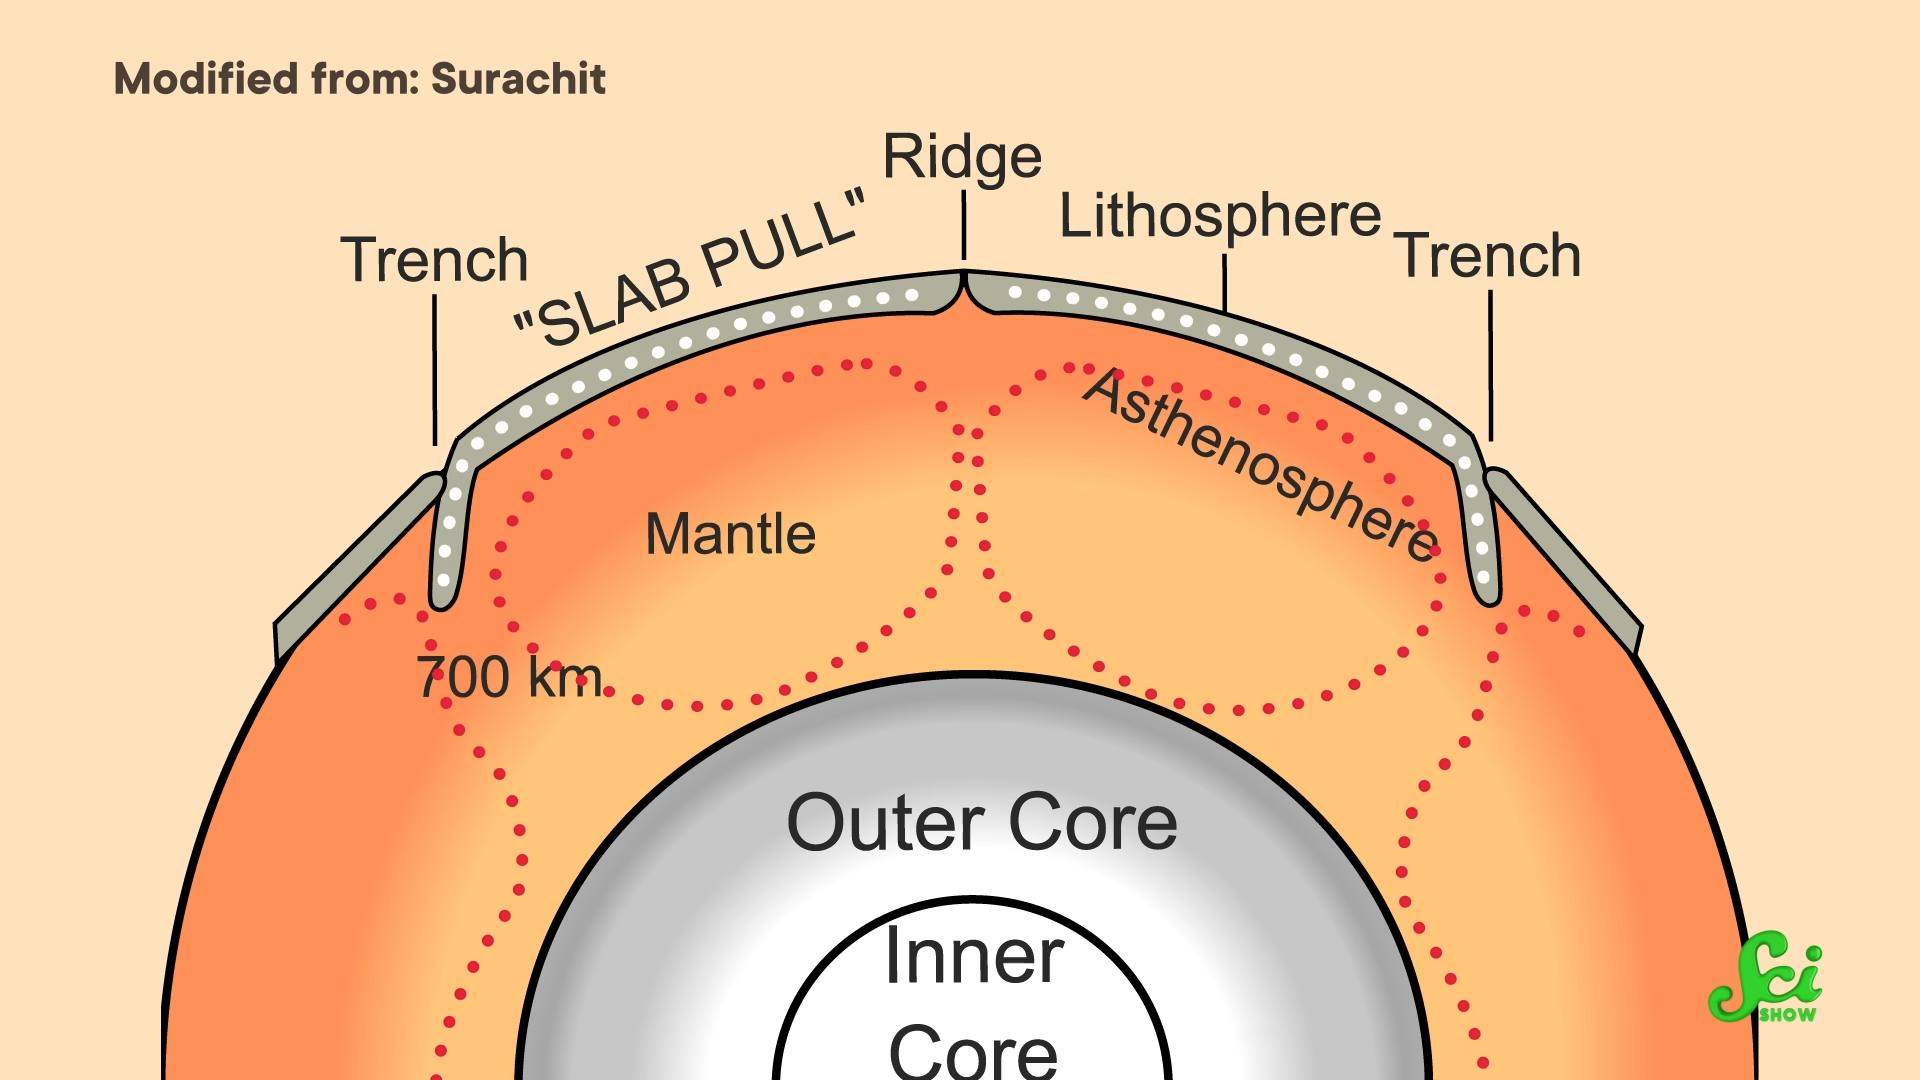 Modified from: Surachit
Ridge
Lithosphere
Trench
"SLAB PULL"
Trench
Asthenosphere
Mantle
700 km
Outer Core
Inner
Core
Sci
SHOW